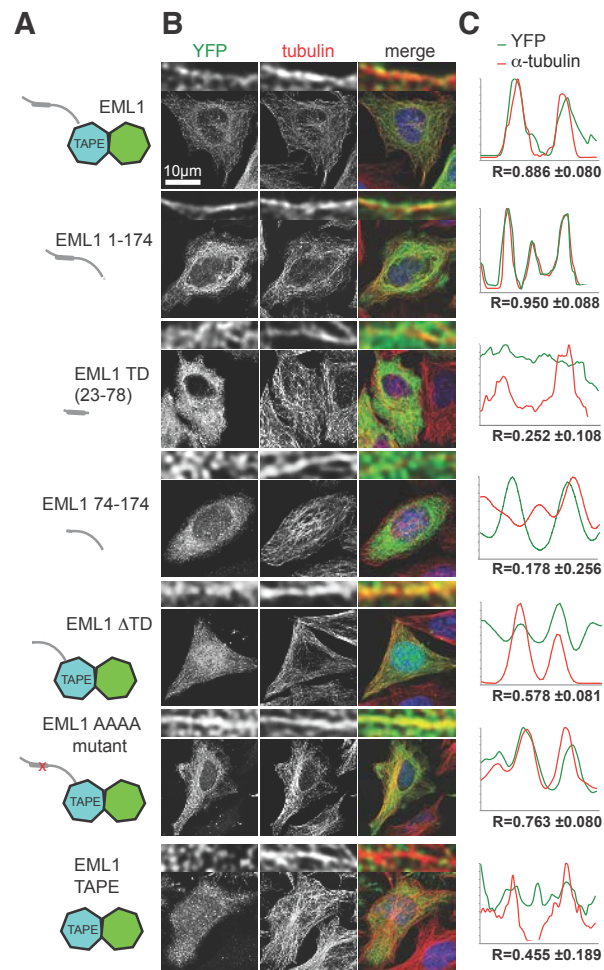 A B C
YFP tubulin merge
YFP
α-tubulin
EML1
TAPE
10µm
R=0.886 ±0.080
EML1 1-174
R=0.950 ±0.088
EML1 TD
(23-78)
R=0.252 ±0.108
EML1 74-174
R=0.178 ±0.256
EML1 ΔTD
TAPE
R=0.578 ±0.081
EML1 AAAA
mutant
x
TAPE
R=0.763 ±0.080
EML1
TAPE
TAPE
R=0.455 ±0.189